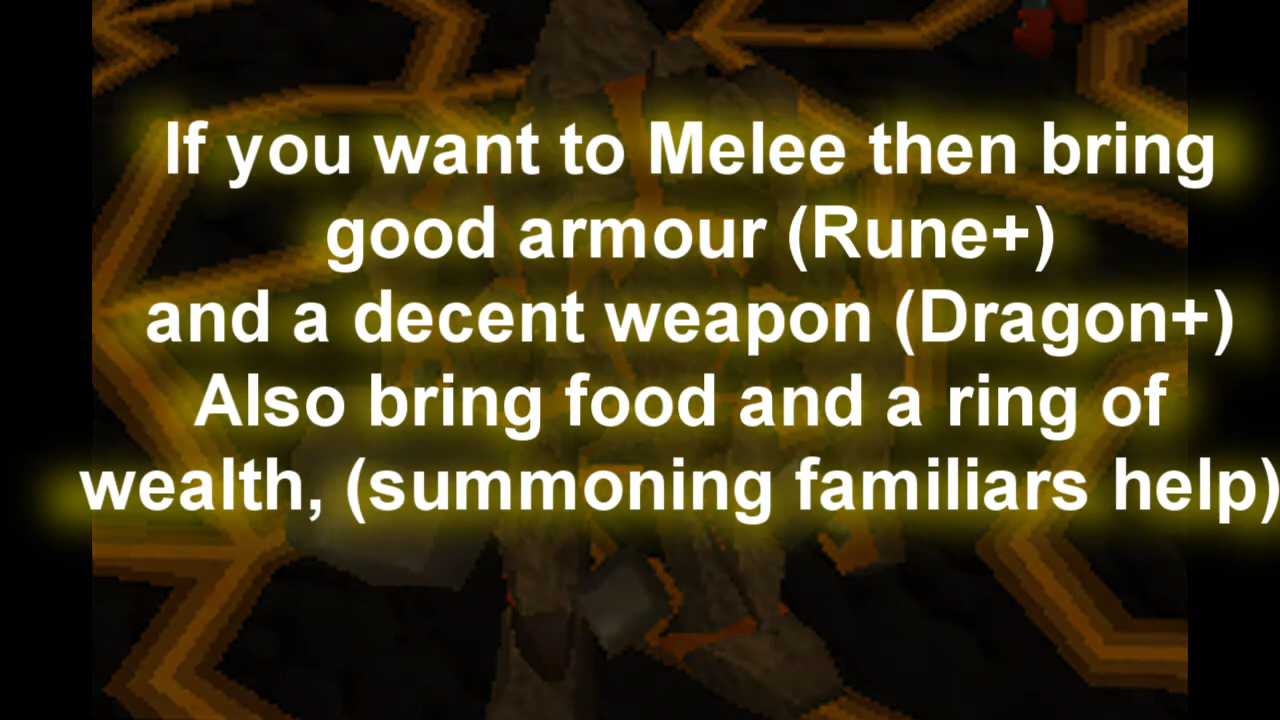 If you want to Melee then bring
good armour (Rune+)
and a decent weapon (Dragon+)
Also bring food and a ring of
wealth, (summoning familiars help)